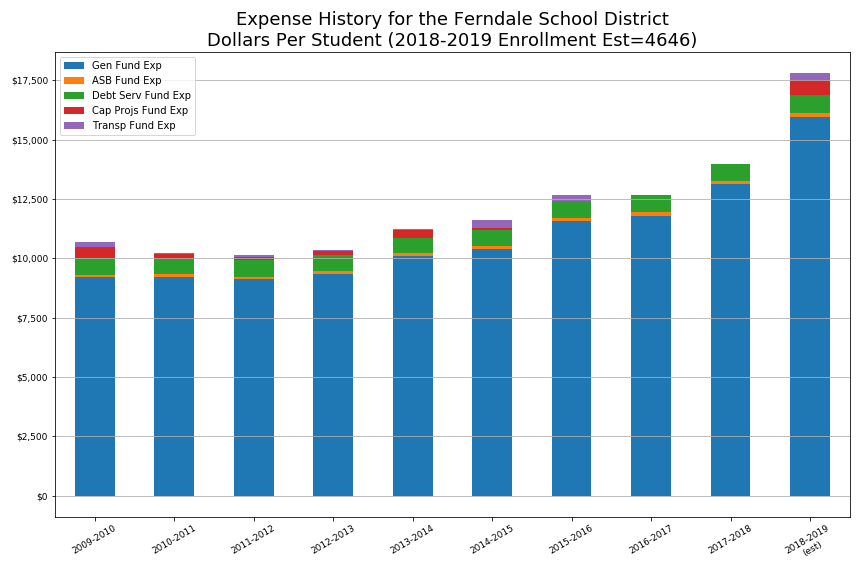 Expense History for the Ferndale School District
Dollars Per Student (2018-2019 Enrollment Est=4646)
Gen Fund Exp
ASB Fund Exp
Debt Serv Fund Exp
Cap Projs Fund Exp
Transp Fund Exp
$17,500
$15,000
$12,500
$10,000
$7,500
$5,000
$2,500
$0
2009-2010
2010-2011
2011-2012
2012-2013
2013-2014
2014-2015
2015-2016
2016-2017
2017-2018
2018-2019
(est)